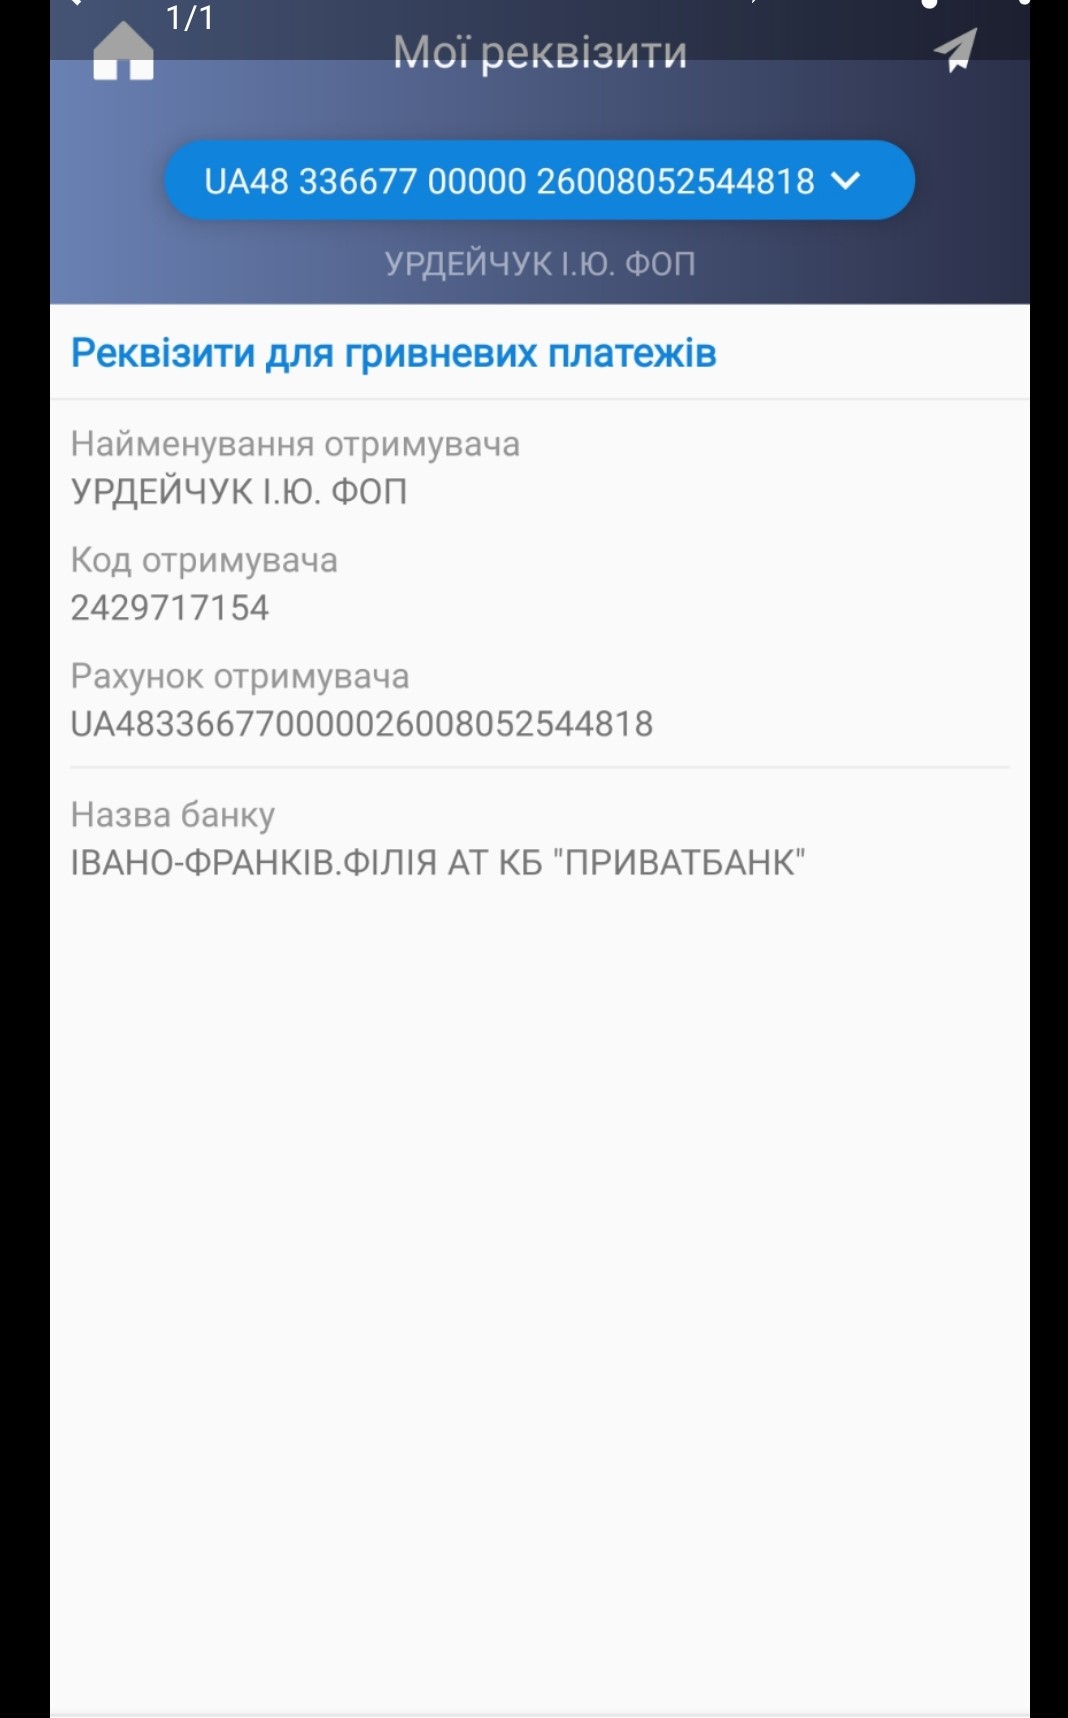 1/1
Мої реквізити
UA48 336677 00000 26008052544818
УРДЕЙЧУК І.Ю. ФОП
Реквізити для гривневих платежів
Найменування отримувача
УРДЕЙЧУК І.Ю. ФОП
Код отримувача
2429717154
Рахунок отримувача
UA483366770000026008052544818
Назва банку
ІВАНО-ФРАНКІВ.ФІЛІЯ АТ КБ "ПРИВАТБАНК"